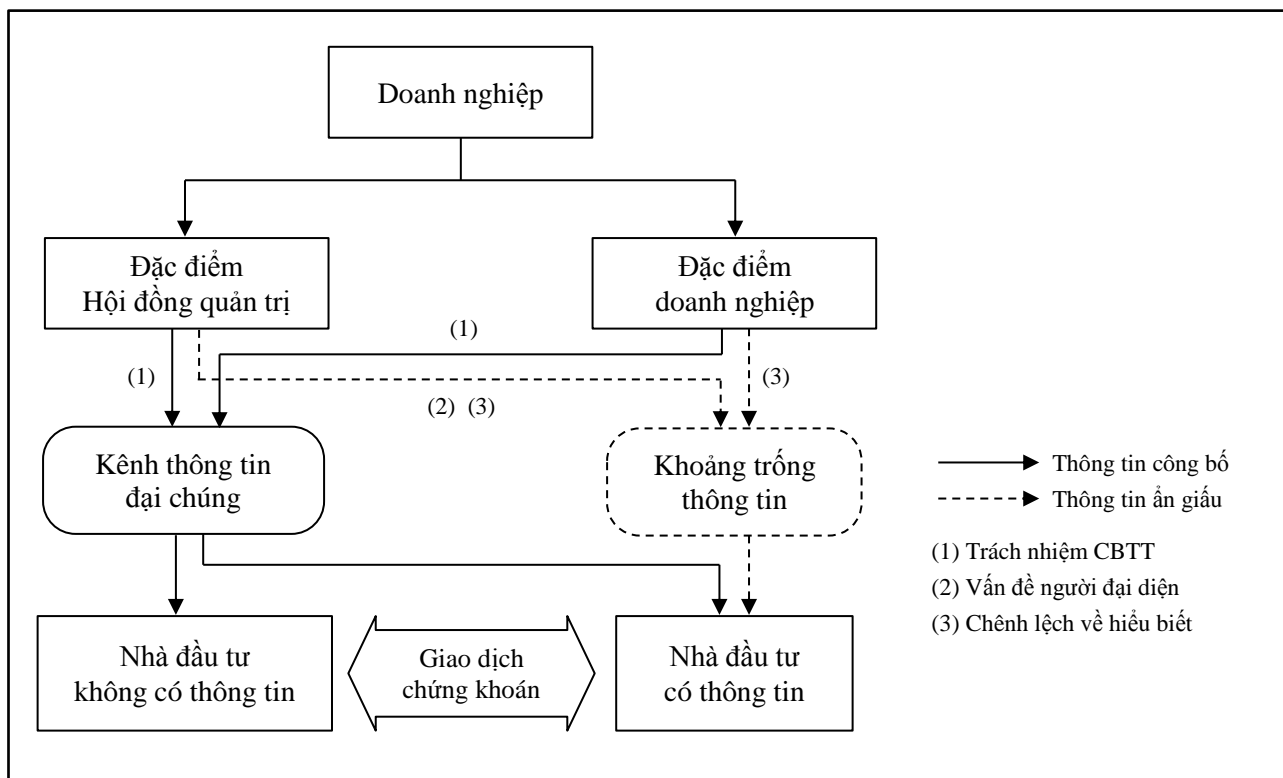 Doanh nghiệp
Đặc điểm
Hội đồng quản trị
Đặc điểm
doanh nghiệp
(1)
(1)
(3)
(2) (3)
Kênh thông tin
đại chúng
Khoảng trống
thông tin
Thông tin công bố
Thông tin ẩn giấu
(1) Trách nhiệm CBTT
(2) Vấn đề người đại diện
(3) Chênh lệch về hiểu biết
Nhà đầu tư
không có thông tin
Giao dịch
chứng khoán
Nhà đầu tư
có thông tin